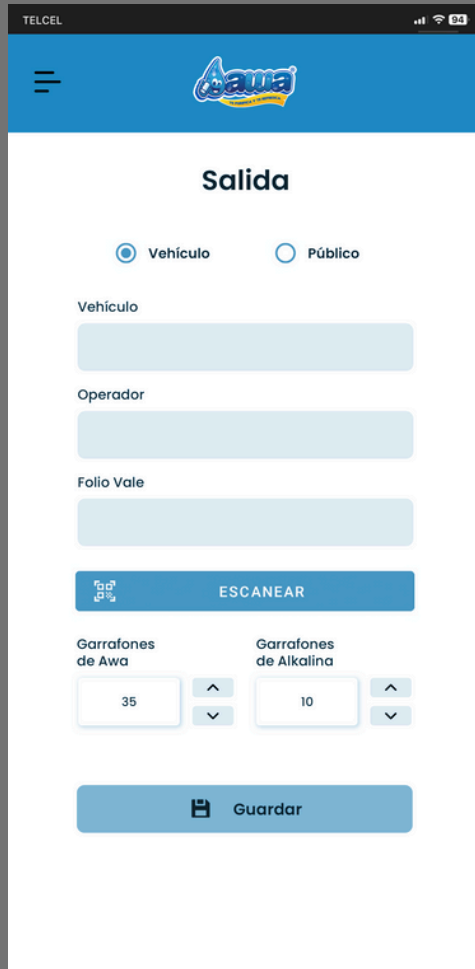 TELCEL
94
awa
Salida
Vehículo
Público
Vehículo
Operador
Folio Vale
ESCANEAR
Garrafones
de Awa
Garrafones
de Alkalina
35
10
Guardar